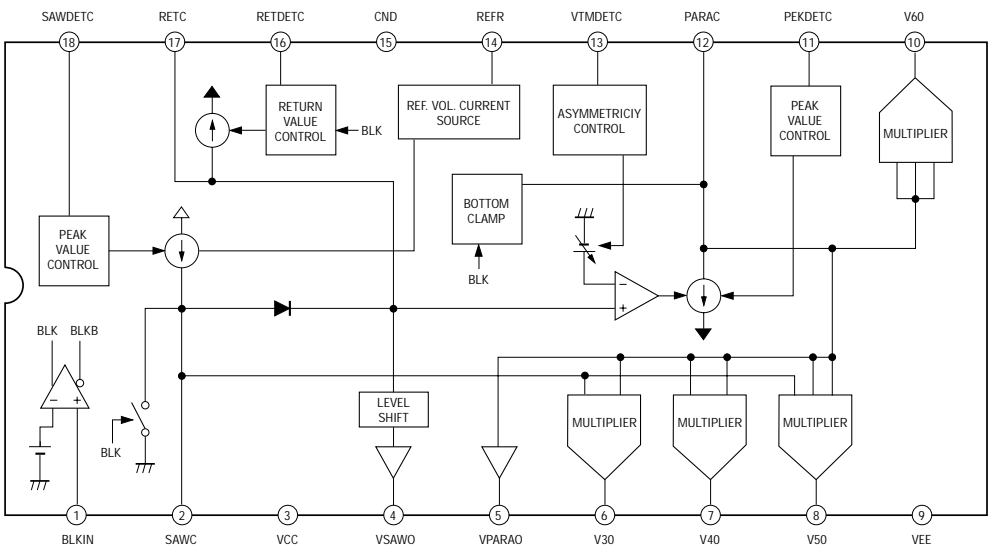 SAWDETC RETC RETDETC CND REFR VTMDETC PARAC PEKDETC V60
18 17 16 15 14 13 12 11 10
RETURN
VALUE
CONTROL
BLK
REF. VOL. CURRENT
SOURCE
ASYMMETRICIY
CONTROL
PEAK
VALUE
CONTROL
MULTIPLIER
PEAK
VALUE
CONTROL
BOTTOM
CLAMP
BLK
−
+
BLK BLKB
− +
BLK
LEVEL
SHIFT
MULTIPLIER MULTIPLIER MULTIPLIER
1 2 3 4 5 6 7 8 9
BLKIN SAWC VCC VSAWO VPARAO V30 V40 V50 VEE